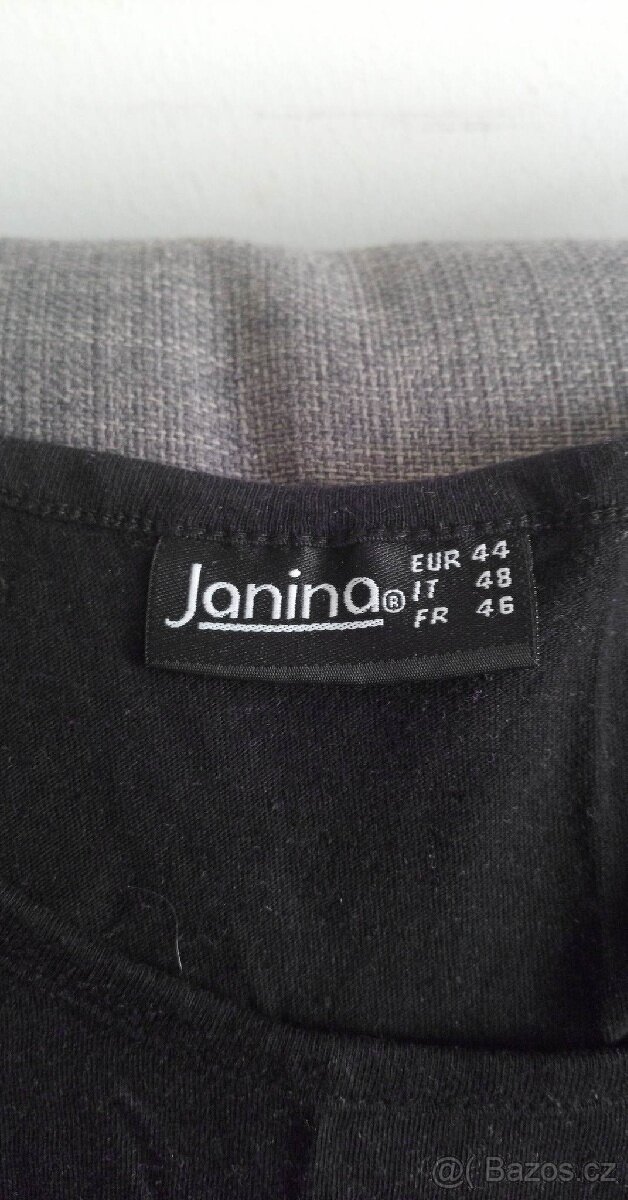 Janina®
EUR 44
IT 48
FR 46
@( Bazos.cz